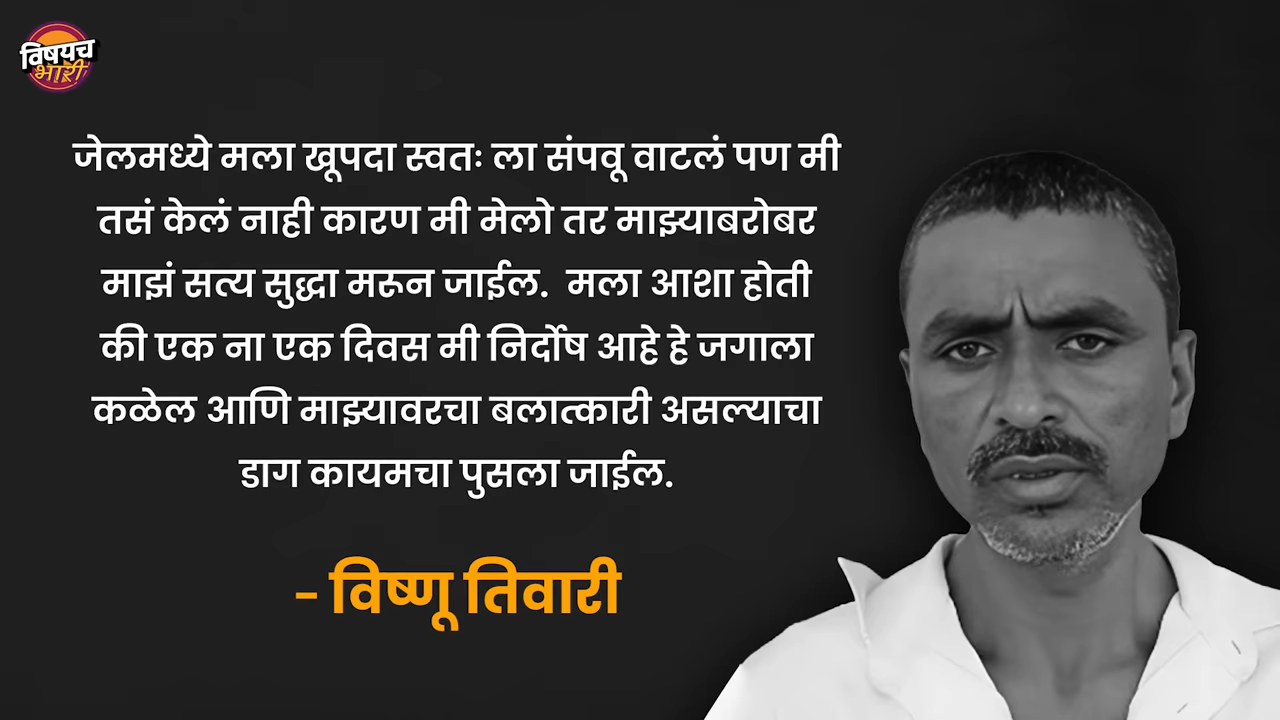 विषयच
भारी
जेलमध्ये मला खूपदा स्वतः ला संपवू वाटलं पण मी
तसं केलं नाही कारण मी मेलो तर माझ्याबरोबर
माझं सत्य सुद्धा मरून जाईल.  मला आशा होती
की एक ना एक दिवस मी निर्दोष आहे हे जगाला
कळेल आणि माझ्यावरचा बलात्कारी असल्याचा
डाग कायमचा पुसला जाईल.
- विष्णू तिवारी